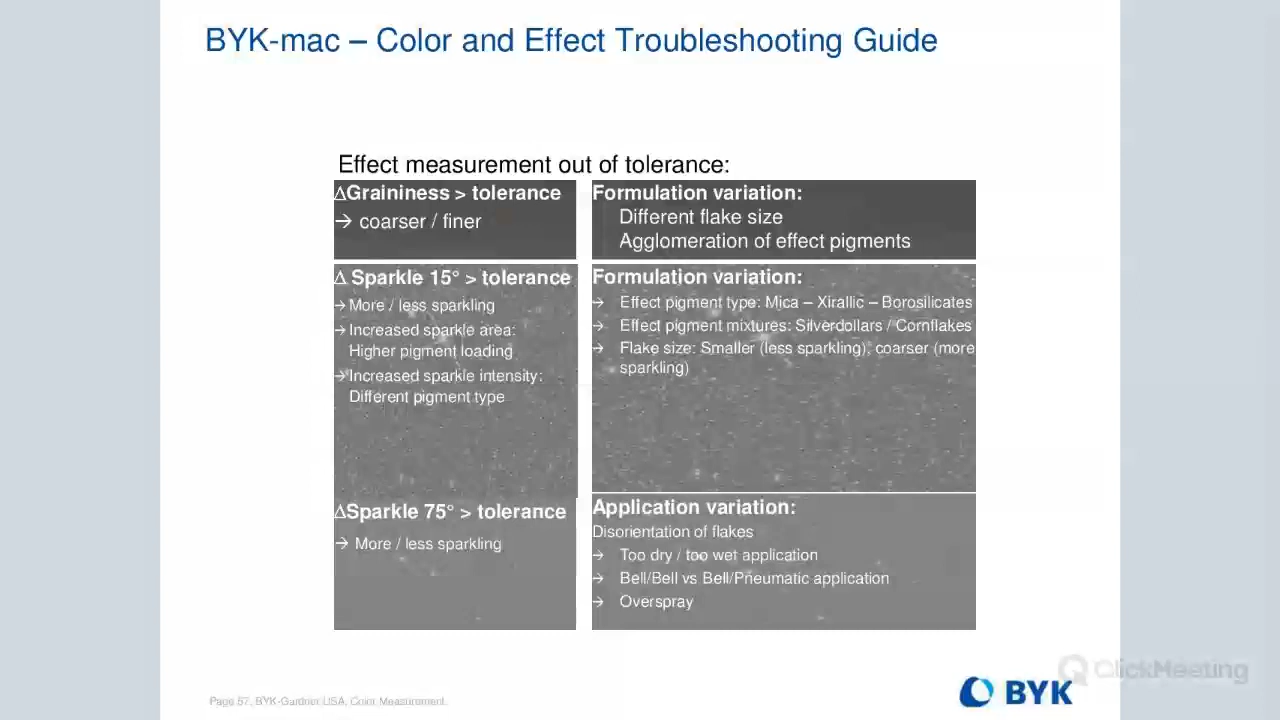 BYK-mac – Color and Effect Troubleshooting Guide
Effect measurement out of tolerance:
ΔGraininess > tolerance
→ coarser / finer
Formulation variation:
Different flake size
Agglomeration of effect pigments
Δ Sparkle 15° > tolerance
→ More / less sparkling
→ Increased sparkle area:
Higher pigment loading
→ Increased sparkle intensity:
Different pigment type
Formulation variation:
→ Effect pigment type: Mica – Xirallic – Borosilicates
→ Effect pigment mixtures: Silverdollars / Cornflakes
→ Flake size: Smaller (less sparkling), coarser (more
sparkling)
ΔSparkle 75° > tolerance
→ More / less sparkling
Application variation:
Disorientation of flakes
→ Too dry / too wet application
→ Bell/Bell vs Bell/Pneumatic application
→ Overspray
Page 57, BYK-Gardner USA, Color Measurement
BYK
ClickMeeting